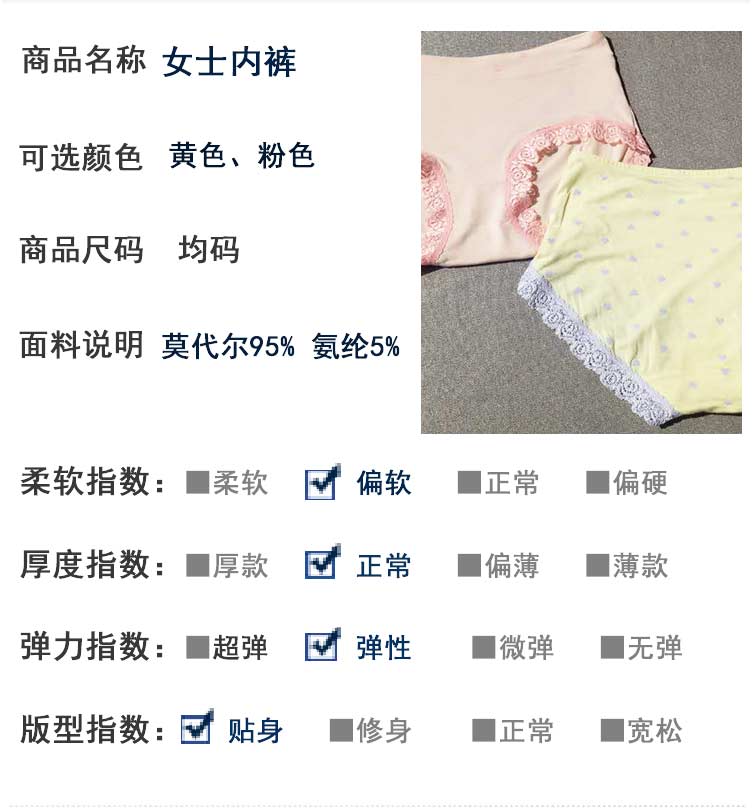 商品名称 女士内裤
可选颜色 黄色、粉色
商品尺码 均码
面料说明 莫代尔95% 氨纶5%
柔软指数： 柔软 偏软 正常 偏硬
厚度指数： 厚款 正常 偏薄 薄款
弹力指数： 超弹 弹性 微弹 无弹
版型指数： 贴身 修身 正常 宽松